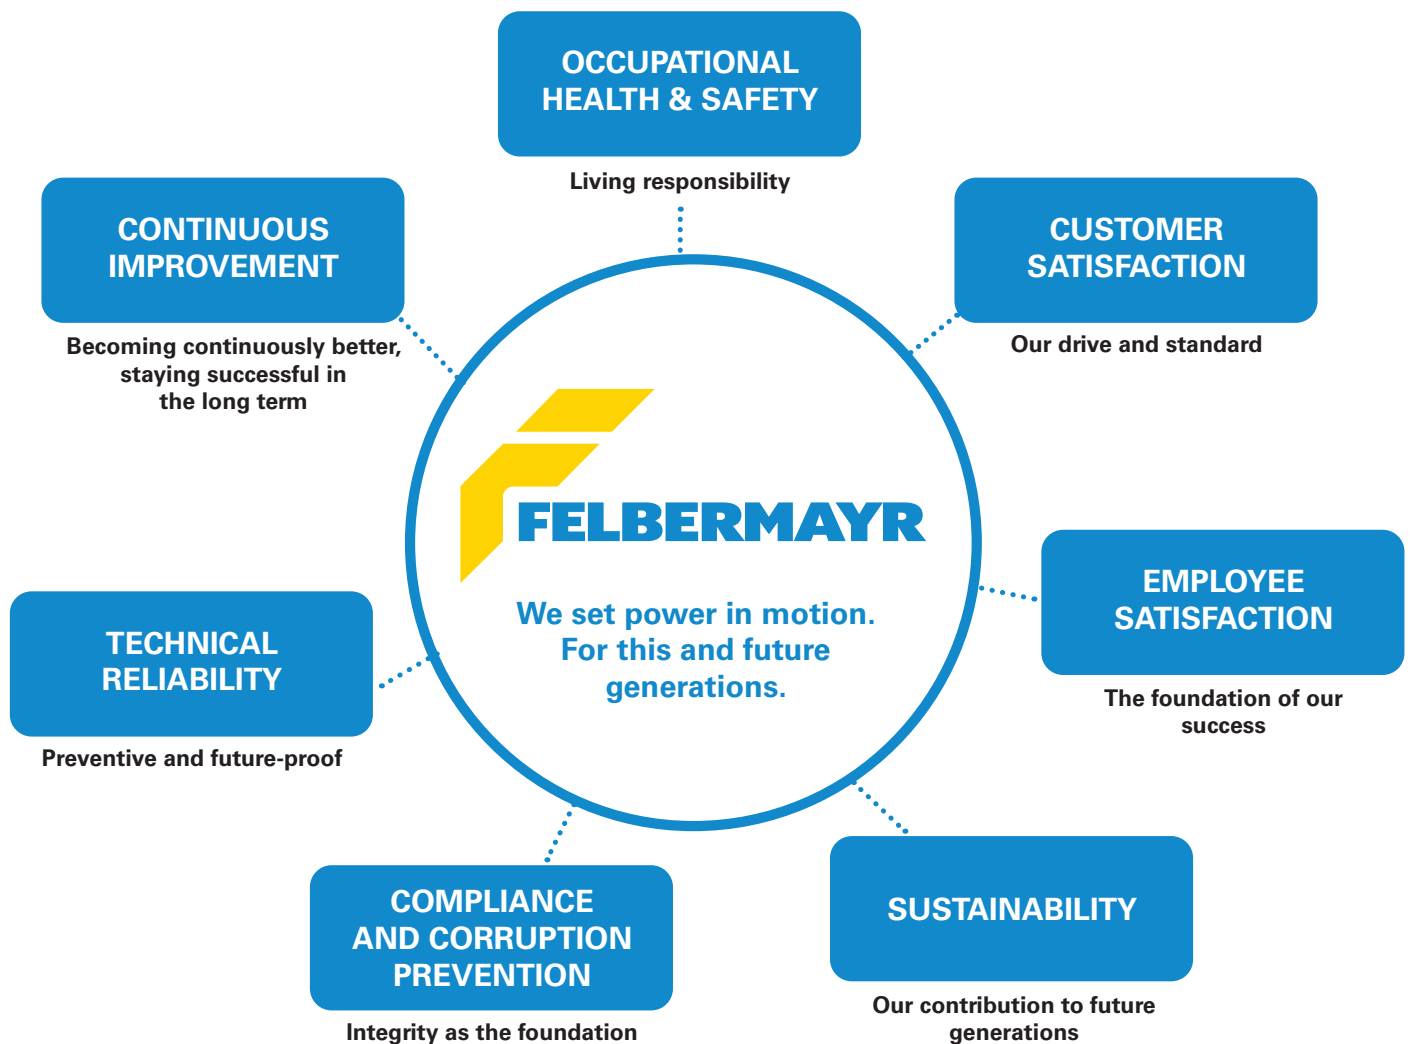 OCCUPATIONAL
HEALTH & SAFETY
Living responsibility
CUSTOMER
SATISFACTION
Our drive and standard
EMPLOYEE
SATISFACTION
The foundation of our
success
SUSTAINABILITY
Our contribution to future
generations
COMPLIANCE
AND CORRUPTION
PREVENTION
Integrity as the foundation
TECHNICAL
RELIABILITY
Preventive and future-proof
CONTINUOUS
IMPROVEMENT
Becoming continuously better,
staying successful in
the long term
FELBERMAYR
We set power in motion.
For this and future
generations.